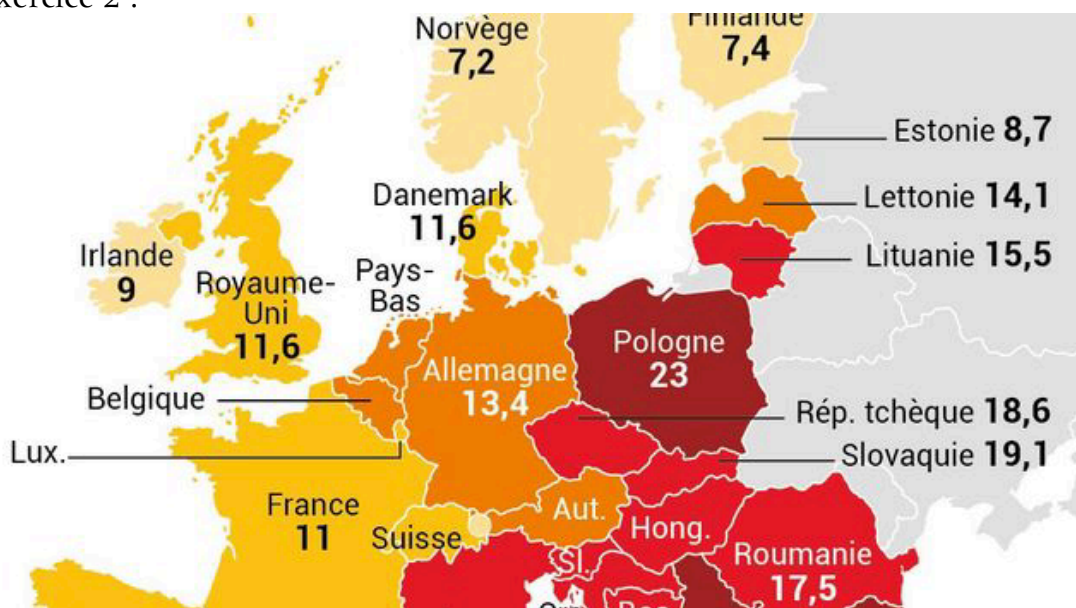 exercice 2 :
Norvège
7,2
Finlande
7,4
Estonie 8,7
Danemark
11,6
Lettonie 14,1
Irlande
9
Royaume-
Uni
11,6
Pays-
Bas
Lituanie 15,5
Pologne
23
Allemagne
13,4
Belgique
Rép. tchèque 18,6
Lux.
Slovaquie 19,1
France
11
Suisse
Aut.
Hong.
Roumanie
17,5
Sl.